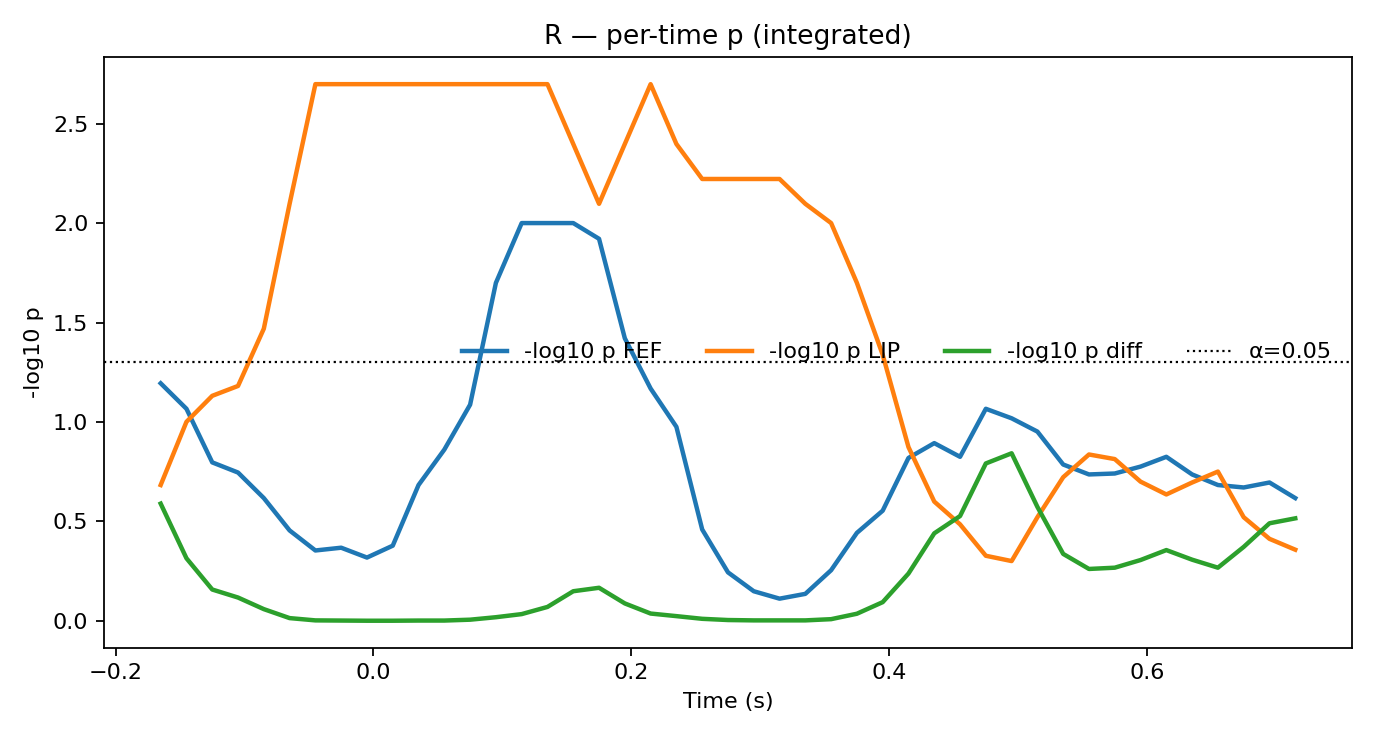 R — per-time p (integrated)
-log10 p
2.5
2.0
1.5
1.0
0.5
0.0
-log10 p FEF
-log10 p LIP
-log10 p diff
α=0.05
−0.2
0.0
0.2
0.4
0.6
Time (s)